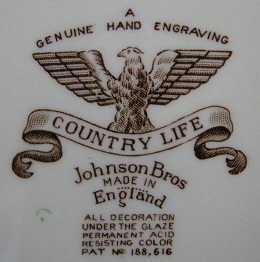 A
GENUINE HAND ENGRAVING
COUNTRY LIFE
Johnson Bros
MADE IN
England
ALL DECORATION
UNDER THE GLAZE
PERMANENT ACID
RESISTING COLOR
PAT Nº 188,616